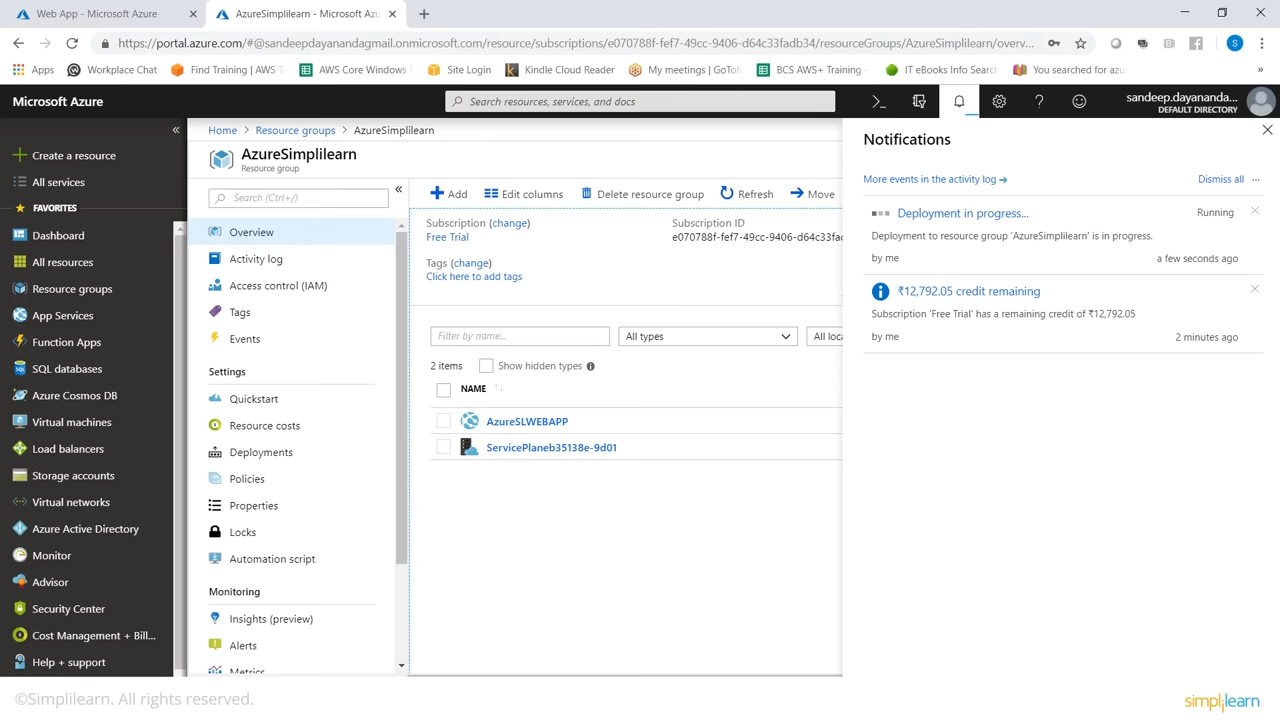 Web App - Microsoft Azure
AzureSimplilearn - Microsoft Az
https://portal.azure.com/#@sandeepdayanandagmail.onmicrosoft.com/resource/subscriptions/e070788f-fef7-49cc-9406-d64c33fadb34/resourceGroups/AzureSimplilearn/overv...
S
Apps
Workplace Chat
Find Training | AWS T
AWS Core Windows
Site Login
Kindle Cloud Reader
My meetings | GoTo
BCS AWS+ Training -
IT eBooks Info Searc
You searched for azu
»
Microsoft Azure
Search resources, services, and docs
sandeep.dayananda...
DEFAULT DIRECTORY
«
Create a resource
All services
FAVORITES
Dashboard
All resources
Resource groups
App Services
Function Apps
SQL databases
Azure Cosmos DB
Virtual machines
Load balancers
Storage accounts
Virtual networks
Azure Active Directory
Monitor
Advisor
Security Center
Cost Management + Bill...
Help + support
Home > Resource groups > AzureSimplilearn
AzureSimplilearn
Resource group
Search (Ctrl+/)
«
Overview
Activity log
Access control (IAM)
Tags
Events
Settings
Quickstart
Resource costs
Deployments
Policies
Properties
Locks
Automation script
Monitoring
Insights (preview)
Alerts
Metrics
Add
Edit columns
Delete resource group
Refresh
Move
Subscription (change)
Free Trial
Subscription ID
e070788f-fef7-49cc-9406-d64c33fad
Tags (change)
Click here to add tags
Filter by name...
All types
All loca
2 items
Show hidden types
NAME
AzureSLWEBAPP
ServicePlaneb35138e-9d01
Notifications
More events in the activity log →
Dismiss all ...
Deployment in progress...
Running
Deployment to resource group 'AzureSimplilearn' is in progress.
by me
a few seconds ago
₹12,792.05 credit remaining
Subscription 'Free Trial' has a remaining credit of ₹12,792.05
by me
2 minutes ago
©Simplilearn. All rights reserved.
simplilearn